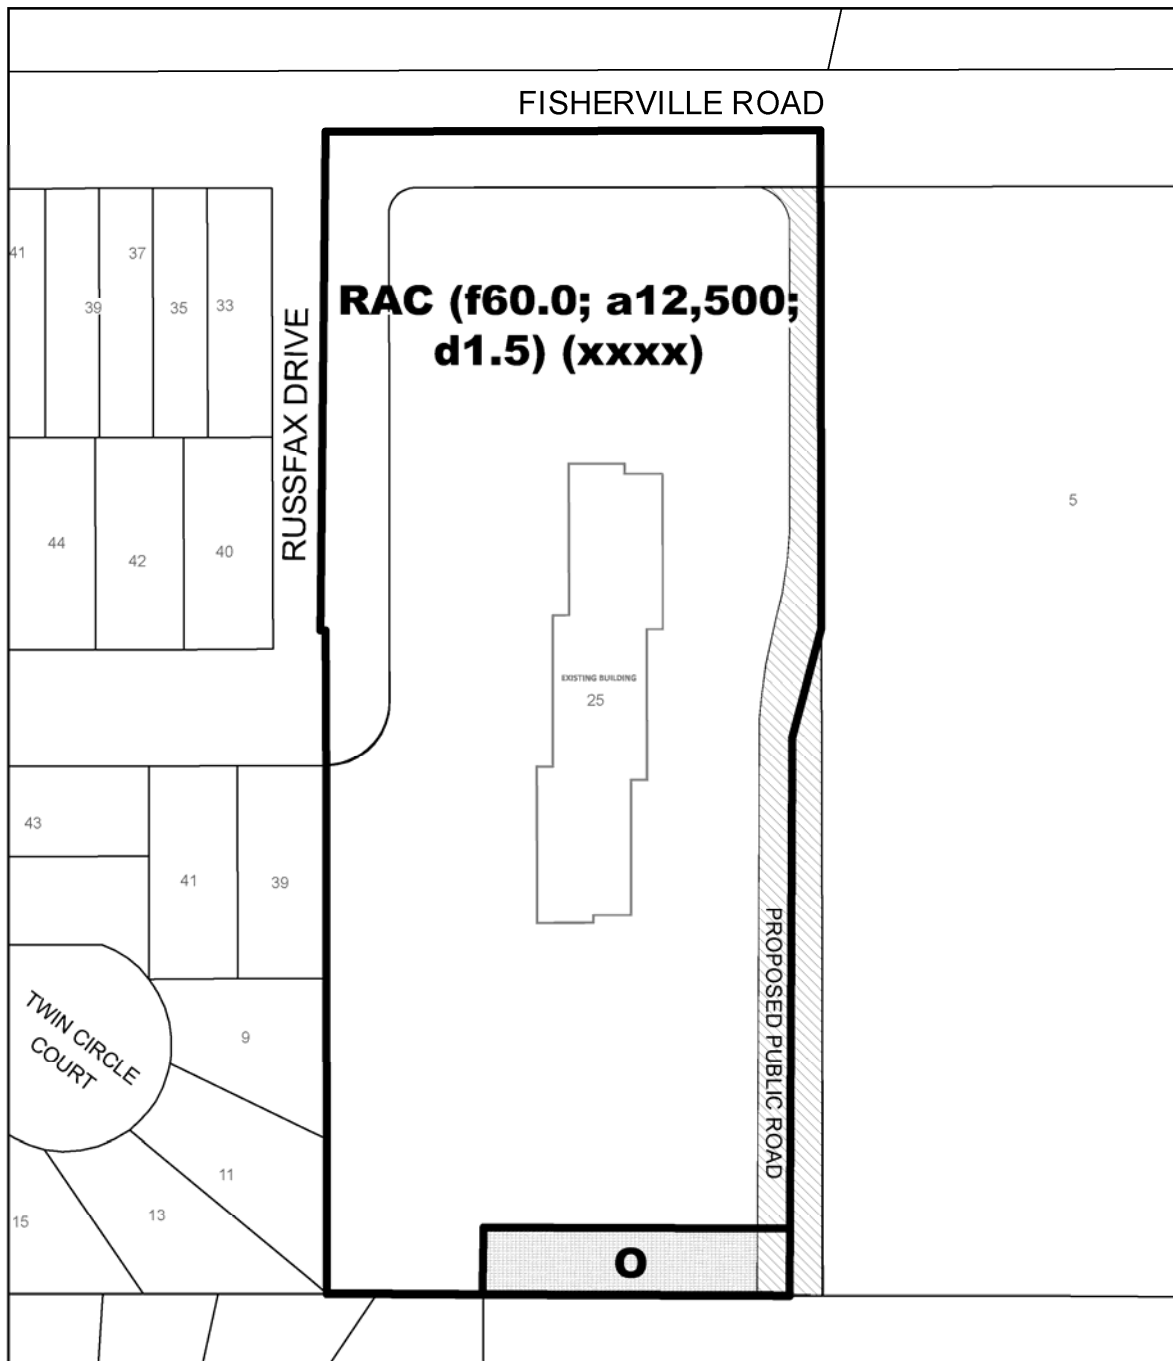 FISHERVILLE ROAD
41
37
39
35
33
RAC (f60.0; a12,500;
d1.5) (xxxx)
RUSSFAX DRIVE
5
44
42
40
EXISTING BUILDING
25
43
41
39
PROPOSED PUBLIC ROAD
TWIN CIRCLE
COURT
9
11
13
15
O